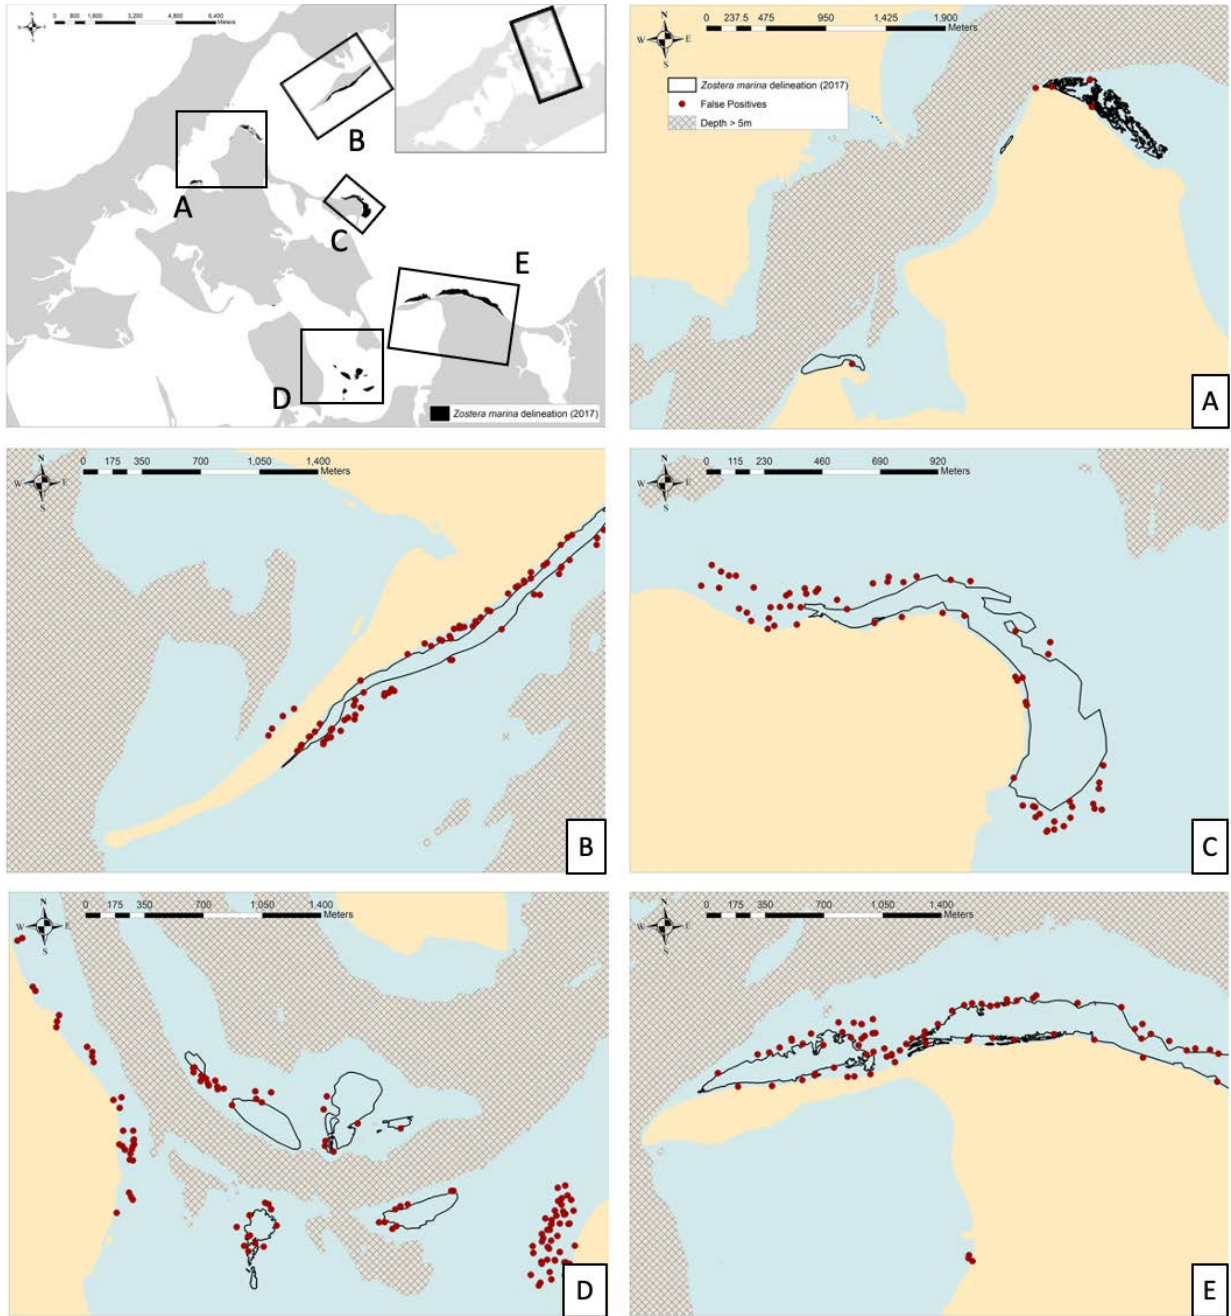 N
W E
S
0 800 1,600 3,200 4,800 6,400
Meters
A
B
C
D
E
Zostera marina delineation (2017)
N
W E
S
0 237.5 475 950 1,425 1,900
Meters
Zostera marina delineation (2017)
False Positives
Depth > 5m
A
N
W E
S
0 175 350 700 1,050 1,400
Meters
B
N
W E
S
0 115 230 460 690 920
Meters
C
N
W E
S
0 175 350 700 1,050 1,400
Meters
D
N
W E
S
0 175 350 700 1,050 1,400
Meters
E